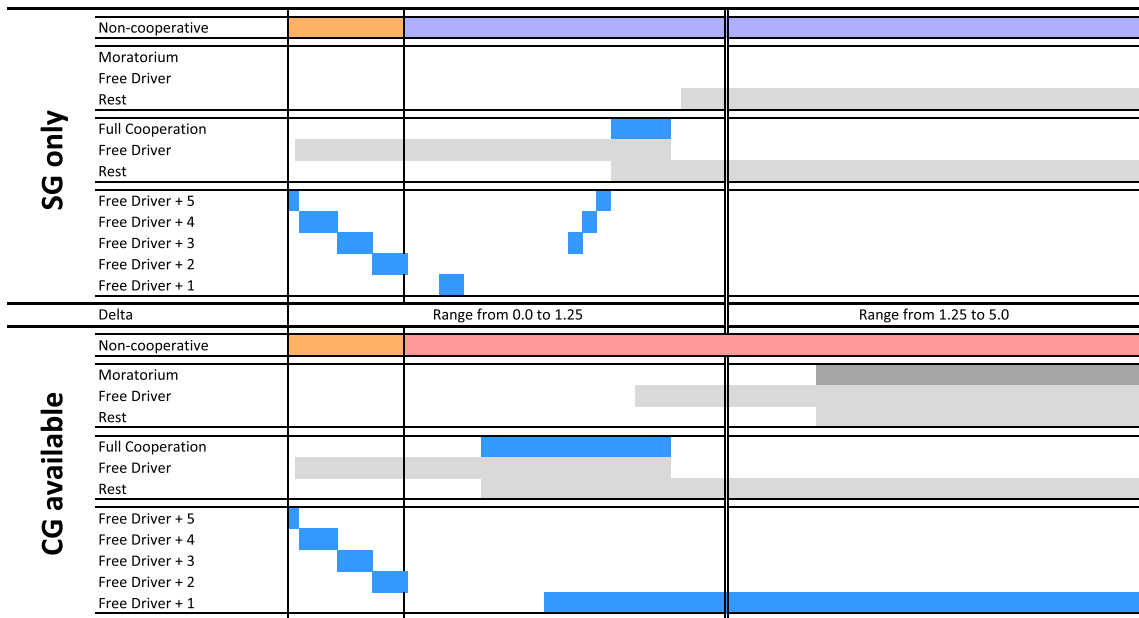 SG only
Non-cooperative
Moratorium
Free Driver
Rest
Full Cooperation
Free Driver
Rest
Free Driver + 5
Free Driver + 4
Free Driver + 3
Free Driver + 2
Free Driver + 1
Delta Range from 0.0 to 1.25 Range from 1.25 to 5.0
CG available
Non-cooperative
Moratorium
Free Driver
Rest
Full Cooperation
Free Driver
Rest
Free Driver + 5
Free Driver + 4
Free Driver + 3
Free Driver + 2
Free Driver + 1